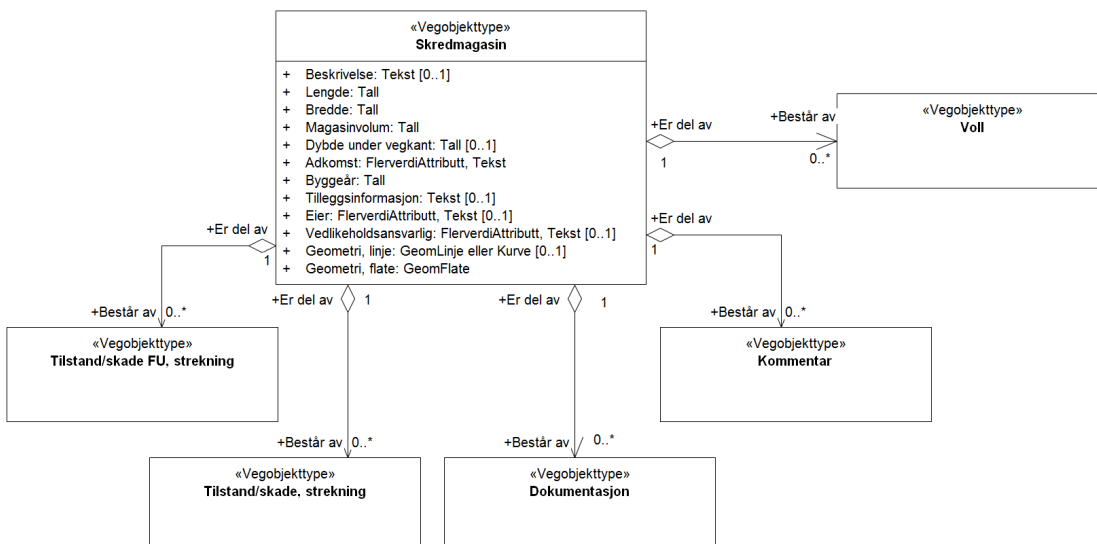 «Vegobjekttype»
Skredmagasin
+ Beskrivelse: Tekst [0..1]
+ Lengde: Tall
+ Bredde: Tall
+ Magasinvolum: Tall
+ Dybde under vegkant: Tall [0..1]
+ Adkomst: FlerverdiAttributt, Tekst
+ Byggeår: Tall
+ Tilleggsinformasjon: Tekst [0..1]
+ Eier: FlerverdiAttributt, Tekst [0..1]
+ Vedlikeholdsansvarlig: FlerverdiAttributt, Tekst [0..1]
+ Geometri, linje: GeomLinje eller Kurve [0..1]
+ Geometri, flate: GeomFlate
+Er del av
1
+Består av
0..*
«Vegobjekttype»
Voll
+Er del av
1
+Består av 0..*
«Vegobjekttype»
Kommentar
+Er del av
1
+Består av 0..*
«Vegobjekttype»
Tilstand/skade FU, strekning
+Er del av 1
+Består av 0..*
«Vegobjekttype»
Tilstand/skade, strekning
+Er del av 1
+Består av 0..*
«Vegobjekttype»
Dokumentasjon